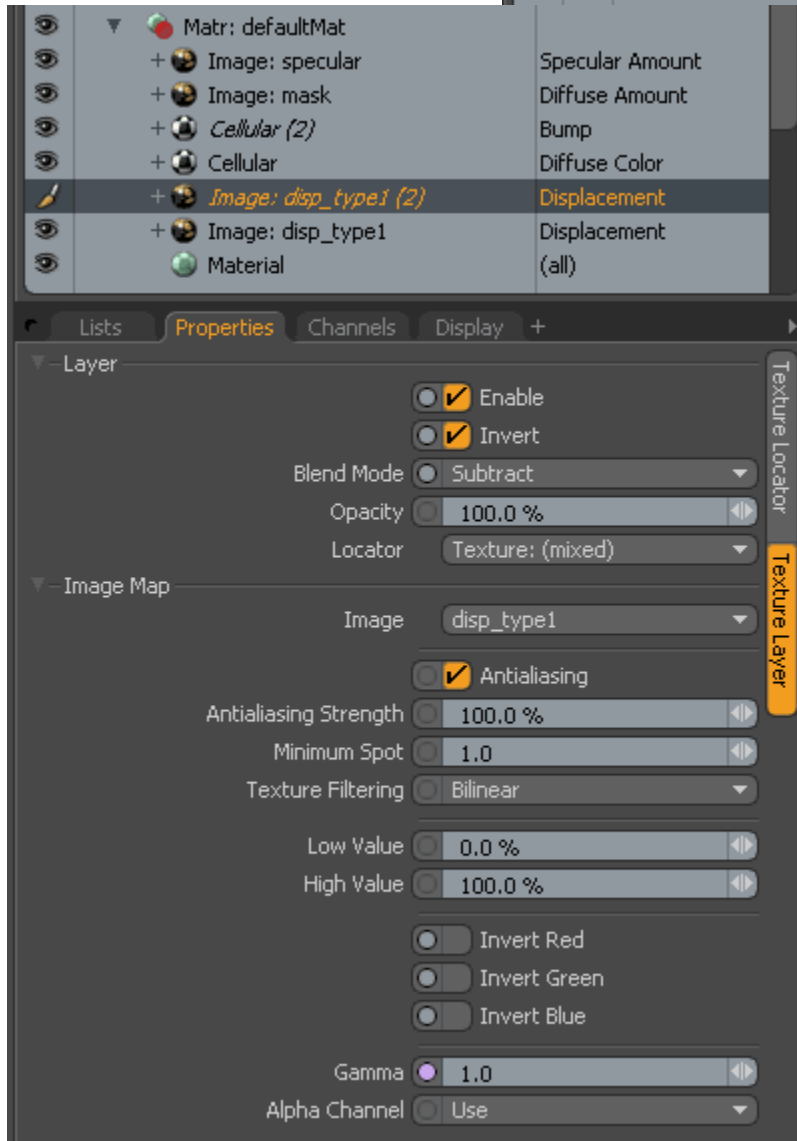 Matr: defaultMat
Image: specular Specular Amount
Image: mask Diffuse Amount
Cellular (2) Bump
Cellular Diffuse Color
Image: disp_type1 (2) Displacement
Image: disp_type1 Displacement
Material (all)
Lists Properties Channels Display +
Layer
Enable
Invert
Blend Mode Subtract
Opacity 100.0 %
Locator Texture: (mixed)
Image Map
Image disp_type1
Antialiasing
Antialiasing Strength 100.0 %
Minimum Spot 1.0
Texture Filtering Bilinear
Low Value 0.0 %
High Value 100.0 %
Invert Red
Invert Green
Invert Blue
Gamma 1.0
Alpha Channel Use
Texture Locator
Texture Layer